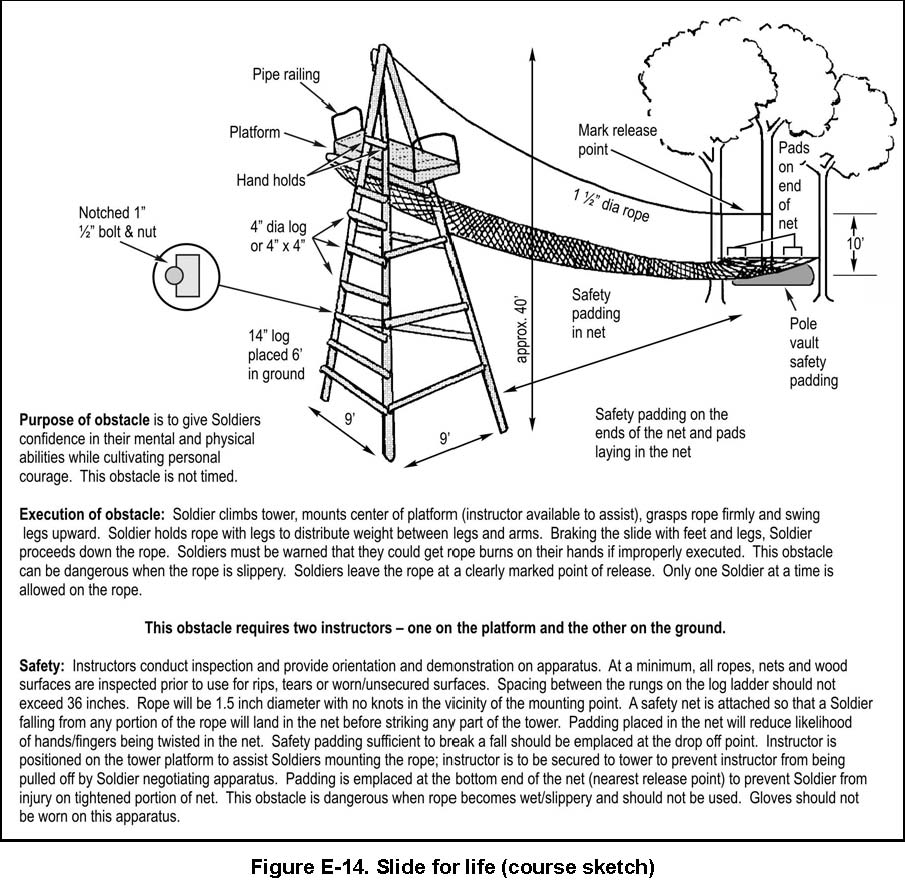 Pipe railing
Platform
Hand holds
Notched 1”
½” bolt & nut
4” dia log
or 4” x 4”
14” log
placed 6’
in ground
9’
9’
approx. 40’
1 ½” dia rope
Mark release
point
Pads
on
end
of
net
10’
Safety
padding
in net
Pole
vault
safety
padding
Safety padding on the
ends of the net and pads
laying in the net
Purpose of obstacle is to give Soldiers
confidence in their mental and physical
abilities while cultivating personal
courage. This obstacle is not timed.
Execution of obstacle: Soldier climbs tower, mounts center of platform (instructor available to assist), grasps rope firmly and swing
legs upward. Soldier holds rope with legs to distribute weight between legs and arms. Braking the slide with feet and legs, Soldier
proceeds down the rope. Soldiers must be warned that they could get rope burns on their hands if improperly executed. This obstacle
can be dangerous when the rope is slippery. Soldiers leave the rope at a clearly marked point of release. Only one Soldier at a time is
allowed on the rope.
This obstacle requires two instructors – one on the platform and the other on the ground.
Safety: Instructors conduct inspection and provide orientation and demonstration on apparatus. At a minimum, all ropes, nets and wood
surfaces are inspected prior to use for rips, tears or worn/unsecured surfaces. Spacing between the rungs on the log ladder should not
exceed 36 inches. Rope will be 1.5 inch diameter with no knots in the vicinity of the mounting point. A safety net is attached so that a Soldier
falling from any portion of the rope will land in the net before striking any part of the tower. Padding placed in the net will reduce likelihood
of hands/fingers being twisted in the net. Safety padding sufficient to break a fall should be emplaced at the drop off point. Instructor is
positioned on the tower platform to assist Soldiers mounting the rope; instructor is to be secured to tower to prevent instructor from being
pulled off by Soldier negotiating apparatus. Padding is emplaced at the bottom end of the net (nearest release point) to prevent Soldier from
injury on tightened portion of net. This obstacle is dangerous when rope becomes wet/slippery and should not be used. Gloves should not
be worn on this apparatus.
Figure E-14. Slide for life (course sketch)